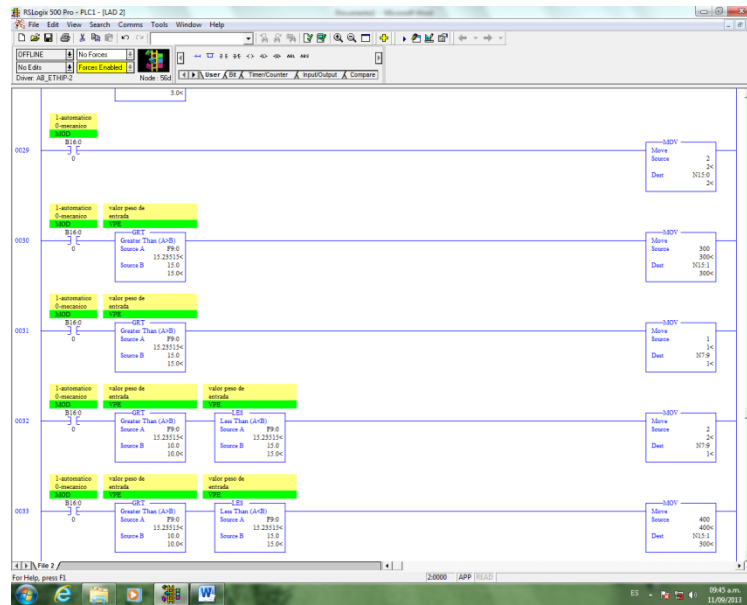 RSLogix 500 Pro - PLC1 - [LAD 2]
File Edit View Search Comms Tools Window Help
OFFLINE No Forces
No Edits Forces Enabled
Driver: AB_ETHIP-2 Node: 56d
User Bit Timer/Counter Input/Output Compare
3.0<
1-automatico
0-mecanico
MOD
B16:0
0029
0
MOV
Move
Source 2
2<
Dest N15:0
2<
1-automatico valor peso de
0-mecanico entrada
MOD VPE
B16:0 GRT
0030
0
Greater Than (A>B)
Source A F9:0
15.23515<
Source B 15.0
15.0<
MOV
Move
Source 300
300<
Dest N15:1
300<
1-automatico valor peso de
0-mecanico entrada
MOD VPE
B16:0 GRT
0031
0
Greater Than (A>B)
Source A F9:0
15.23515<
Source B 15.0
15.0<
MOV
Move
Source 1
1<
Dest N7:9
1<
1-automatico valor peso de valor peso de
0-mecanico entrada entrada
MOD VPE VPE
B16:0 GRT LES
0032
0
Greater Than (A>B)
Source A F9:0
15.23515<
Source B 10.0
10.0<
Less Than (A<B)
Source A F9:0
15.23515<
Source B 15.0
15.0<
MOV
Move
Source 2
2<
Dest N7:9
1<
1-automatico valor peso de valor peso de
0-mecanico entrada entrada
MOD VPE VPE
B16:0 GRT LES
0033
0
Greater Than (A>B)
Source A F9:0
15.23515<
Source B 10.0
10.0<
Less Than (A<B)
Source A F9:0
15.23515<
Source B 15.0
15.0<
MOV
Move
Source 400
400<
Dest N15:1
300<
File 2
For Help, press F1
2:0000 APP READ
ES
09:45 a.m.
11/09/2013